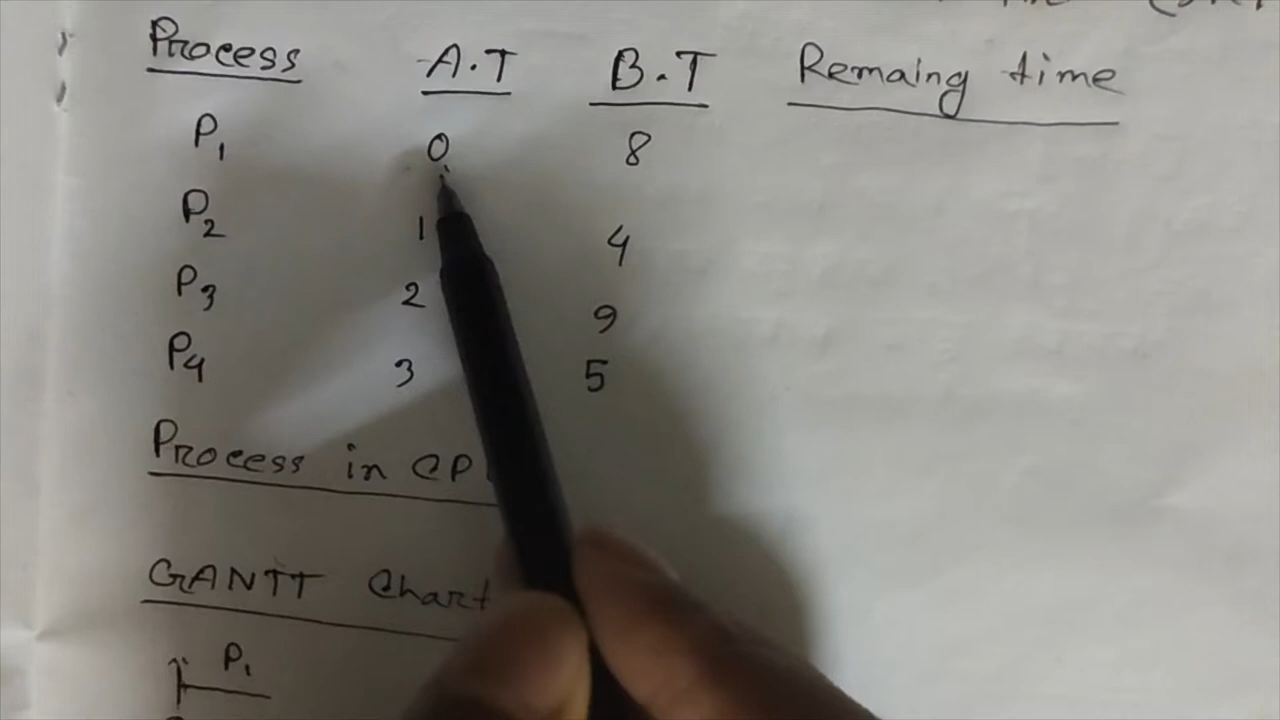 Process A.T B.T Remaing time
P1 0 8
P2 1 4
P3 2 9
P4 3 5
Process in CP
GANTT Chart
P1